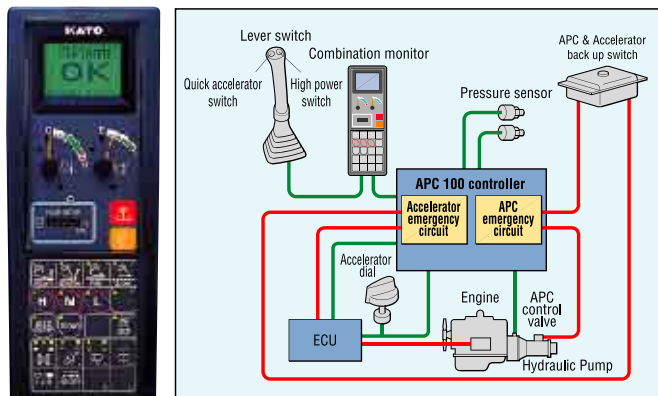 KATO
OK
H N L
Lever switch
Combination monitor
Quick accelerator
switch
High power
switch
APC & Accelerator
back up switch
Pressure sensor
APC 100 controller
Accelerator
emergency
circuit
APC
emergency
circuit
Accelerator
dial
Engine
APC
control
valve
ECU
Hydraulic Pump